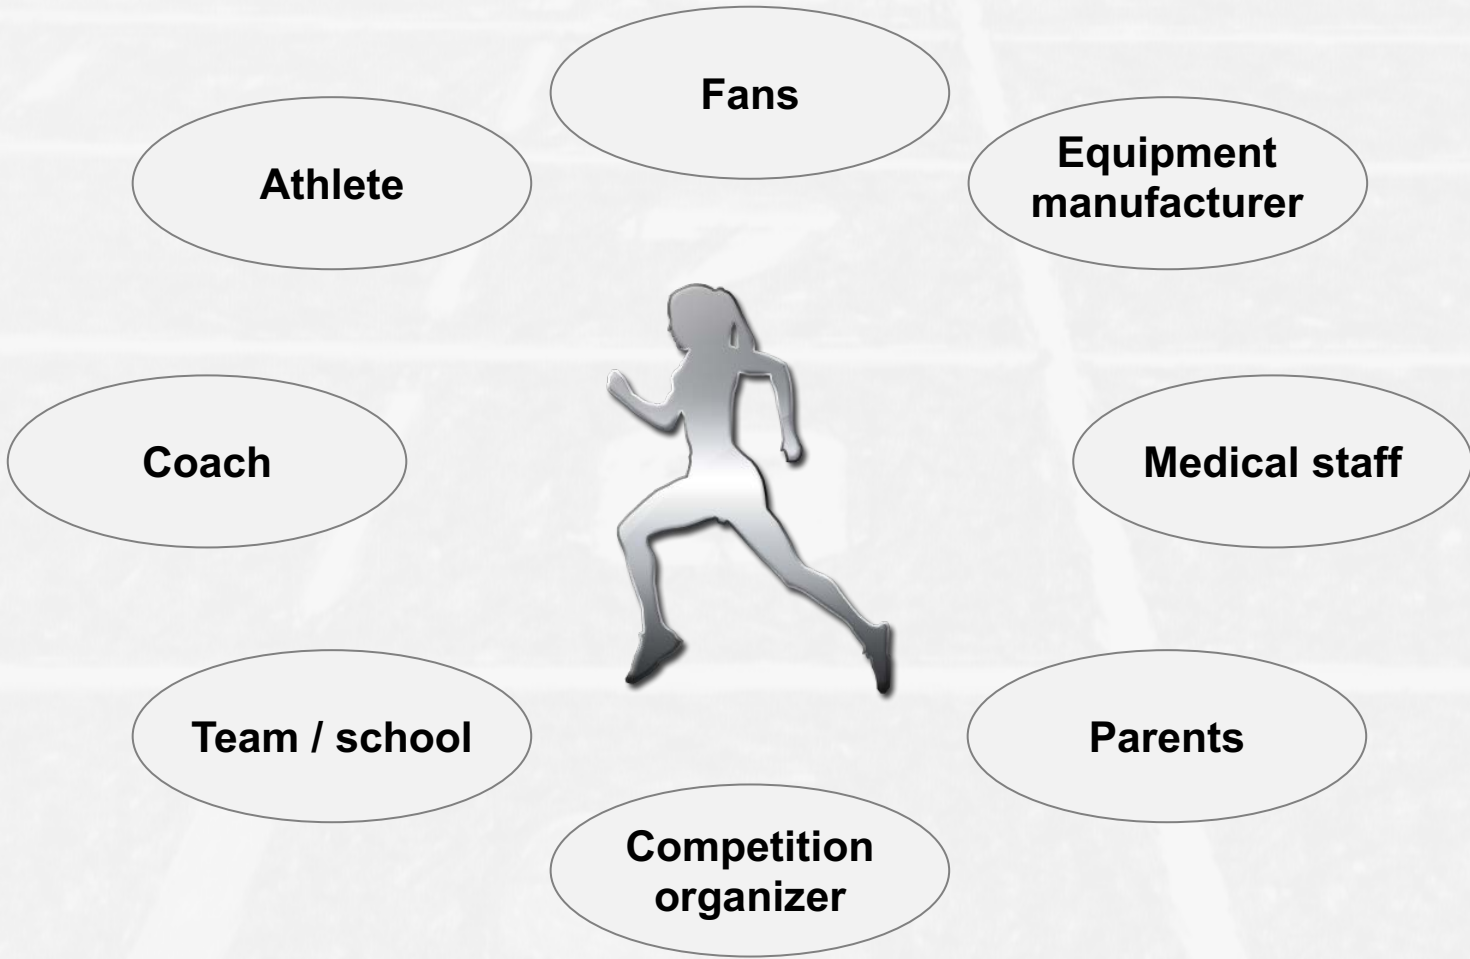 Fans
Athlete
Equipment
manufacturer
Coach
Medical staff
Team / school
Parents
Competition
organizer